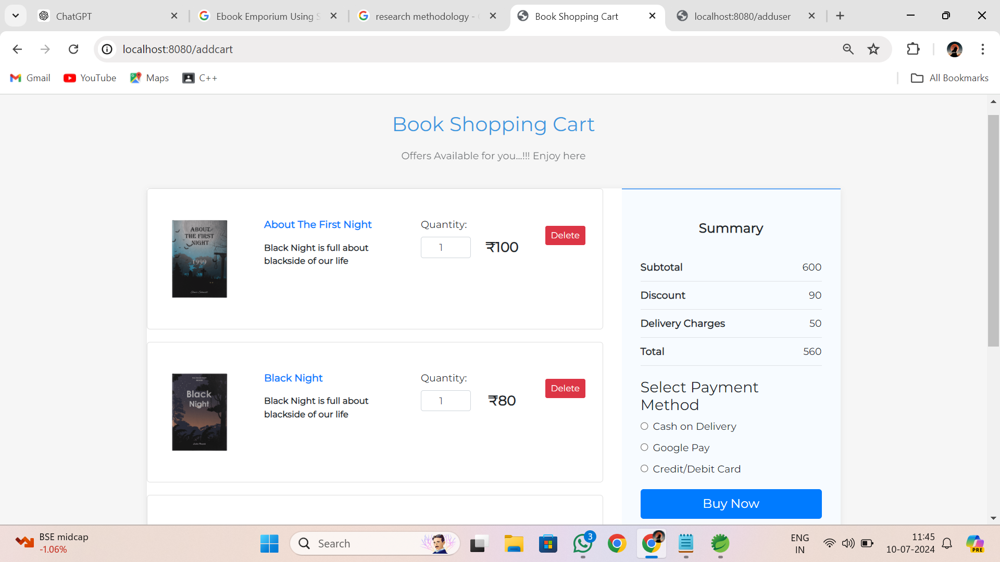 ChatGPT
Ebook Emporium Using S
research methodology -
Book Shopping Cart
localhost:8080/adduser
localhost:8080/addcart
Gmail
YouTube
Maps
C++
All Bookmarks
Book Shopping Cart
Offers Available for you...!!! Enjoy here
ABOUT
THE FIRST
NIGHT
1999
About The First Night
Black Night is full about
blackside of our life
Quantity:
1
₹100
Delete
Black
Night
Black Night
Black Night is full about
blackside of our life
Quantity:
1
₹80
Delete
Summary
Subtotal 600
Discount 90
Delivery Charges 50
Total 560
Select Payment
Method
Cash on Delivery
Google Pay
Credit/Debit Card
Buy Now
BSE midcap
-1.06%
Search
3
ENG
IN
11:45
10-07-2024
PRE